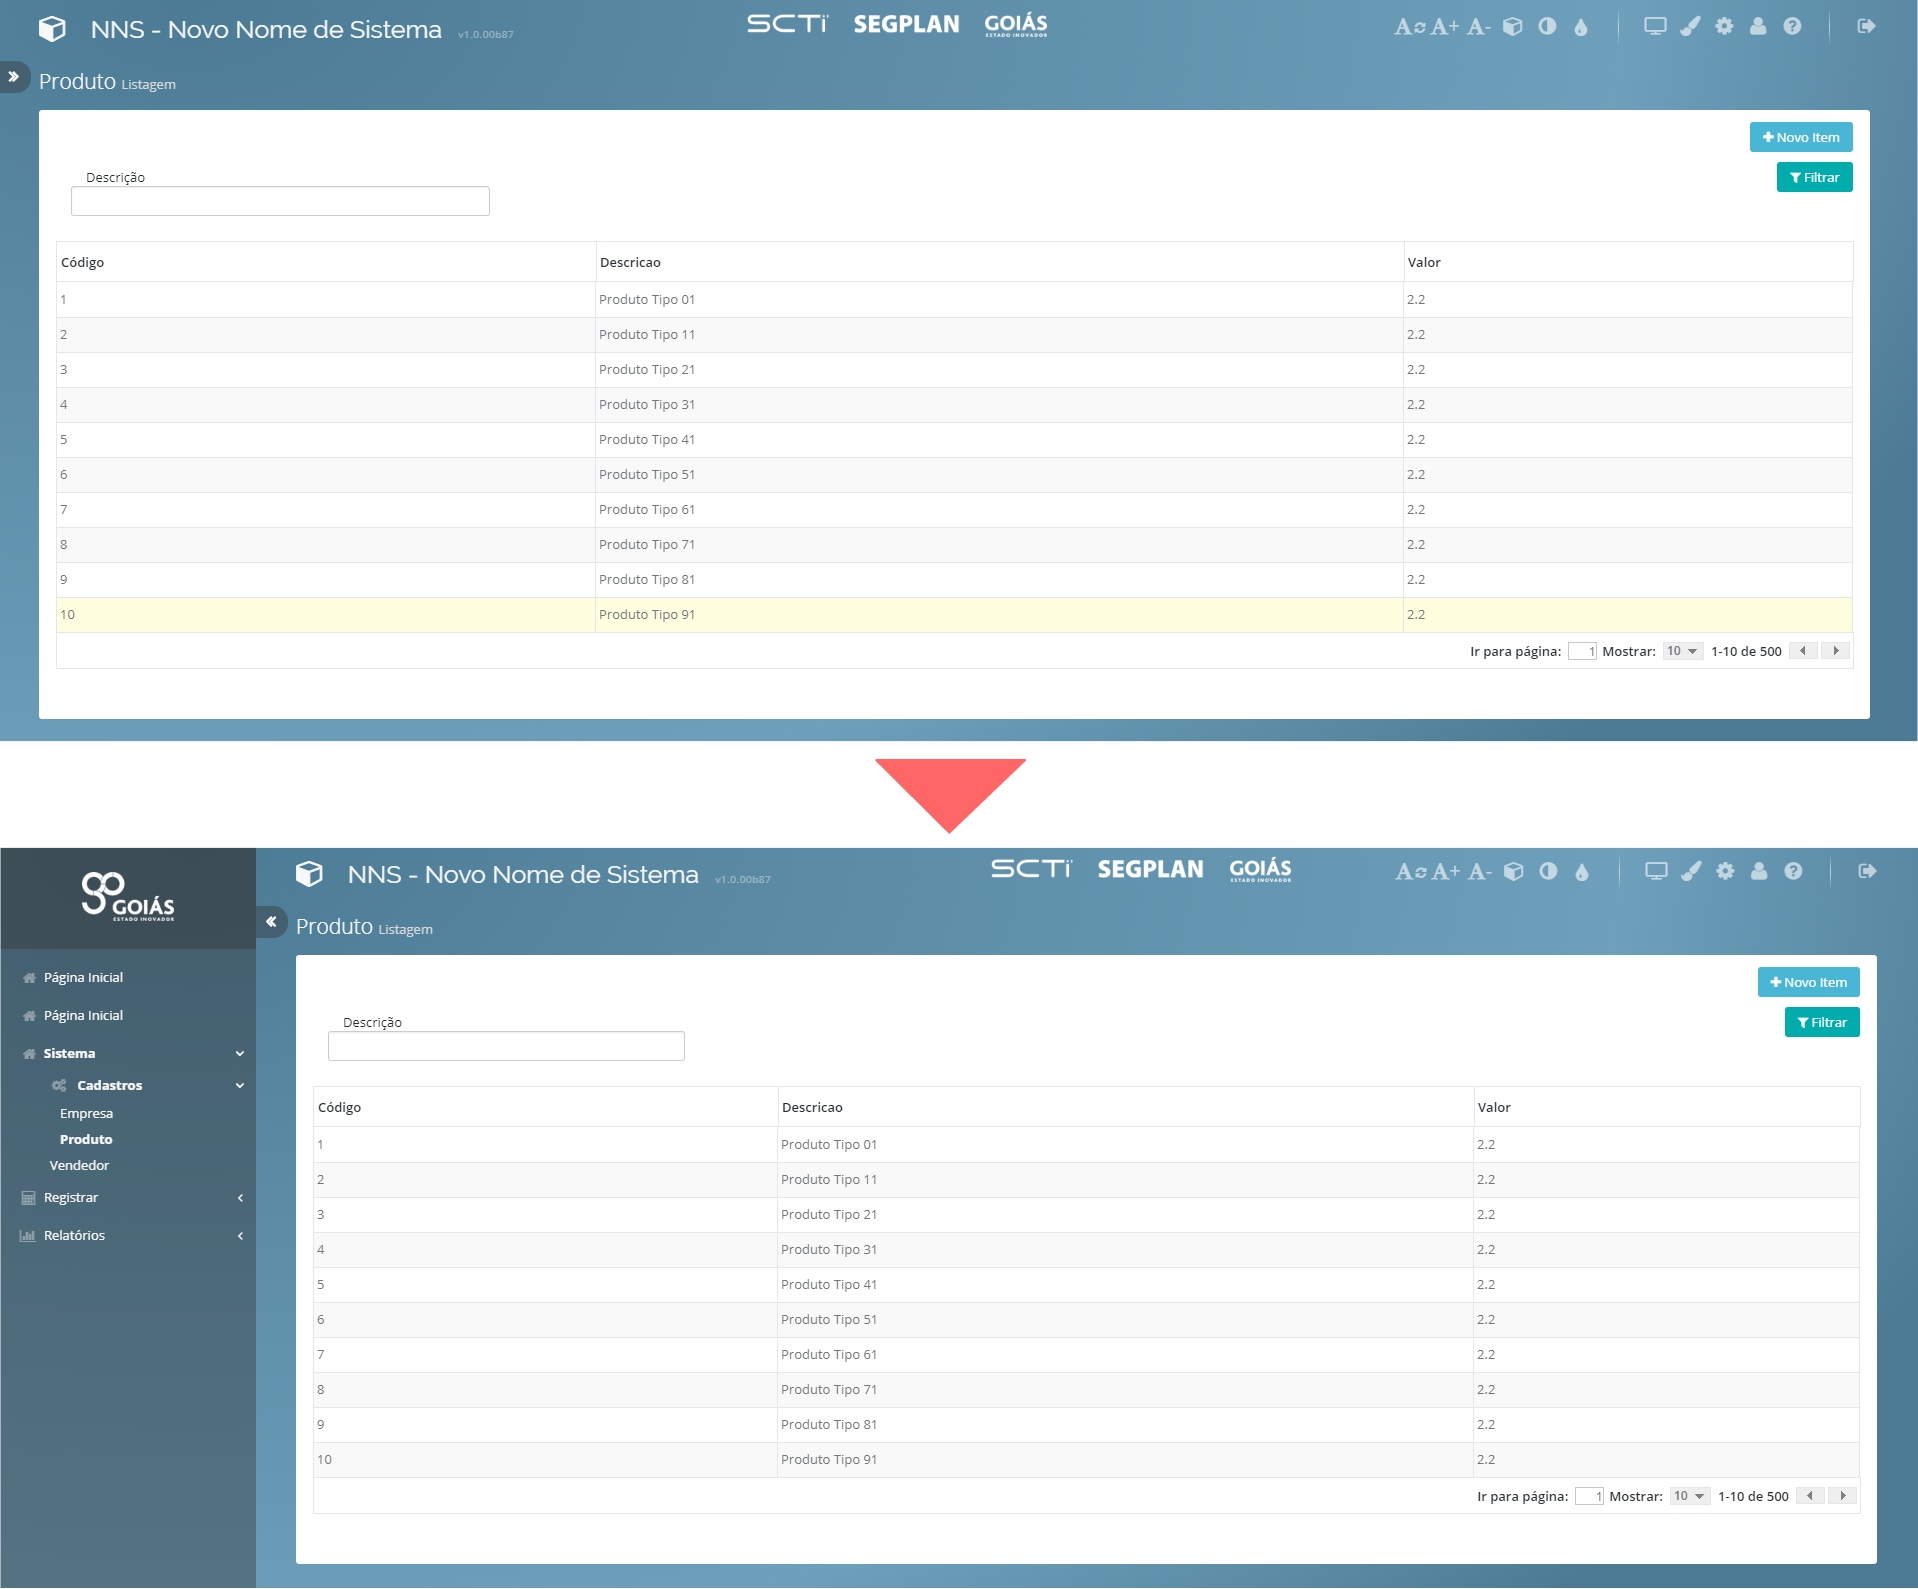 NNS - Novo Nome de Sistema v1.0.00b87 SCTi SEGPLAN GOIÁS ESTADO INOVADOR A A+ A-
Produto Listagem
Novo Item
Filtrar
Descrição
Código Descricao Valor
1 Produto Tipo 01 2.2
2 Produto Tipo 11 2.2
3 Produto Tipo 21 2.2
4 Produto Tipo 31 2.2
5 Produto Tipo 41 2.2
6 Produto Tipo 51 2.2
7 Produto Tipo 61 2.2
8 Produto Tipo 71 2.2
9 Produto Tipo 81 2.2
10 Produto Tipo 91 2.2
Ir para página: 1 Mostrar: 10 1-10 de 500
go GOIÁS ESTADO INOVADOR
Página Inicial
Página Inicial
Sistema
Cadastros
Empresa
Produto
Vendedor
Registrar
Relatórios
NNS - Novo Nome de Sistema v1.0.00b87 SCTi SEGPLAN GOIÁS ESTADO INOVADOR A A+ A-
Produto Listagem
Novo Item
Filtrar
Descrição
Código Descricao Valor
1 Produto Tipo 01 2.2
2 Produto Tipo 11 2.2
3 Produto Tipo 21 2.2
4 Produto Tipo 31 2.2
5 Produto Tipo 41 2.2
6 Produto Tipo 51 2.2
7 Produto Tipo 61 2.2
8 Produto Tipo 71 2.2
9 Produto Tipo 81 2.2
10 Produto Tipo 91 2.2
Ir para página: 1 Mostrar: 10 1-10 de 500